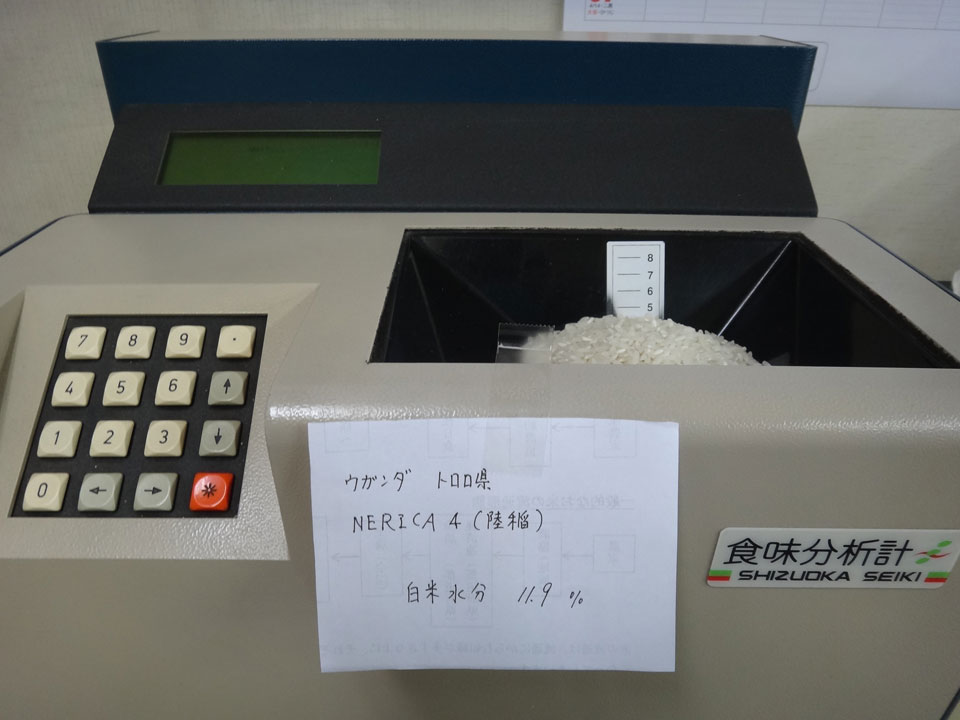 8
7
6
5
7 8 9 .
4 5 6 ↑
1 2 3 ↓
0 ← → *
ウガンダ トロロ県
NERICA 4 (陸稲)
白米水分 11.9 %
食味分析計
SHIZUOKA SEIKI